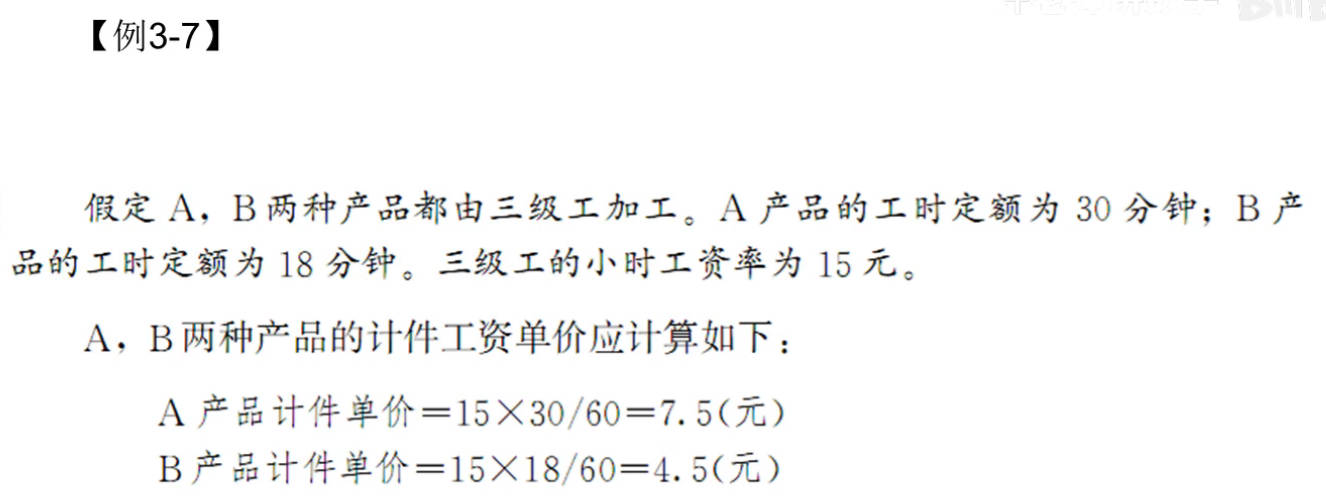 【例3-7】
假定 A，B两种产品都由三级工加工。A 产品的工时定额为 30 分钟；B 产
品的工时定额为 18 分钟。三级工的小时工资率为 15 元。
A，B两种产品的计件工资单价应计算如下：
A 产品计件单价＝15×30/60＝7.5(元)
B产品计件单价＝15×18/60＝4.5(元)